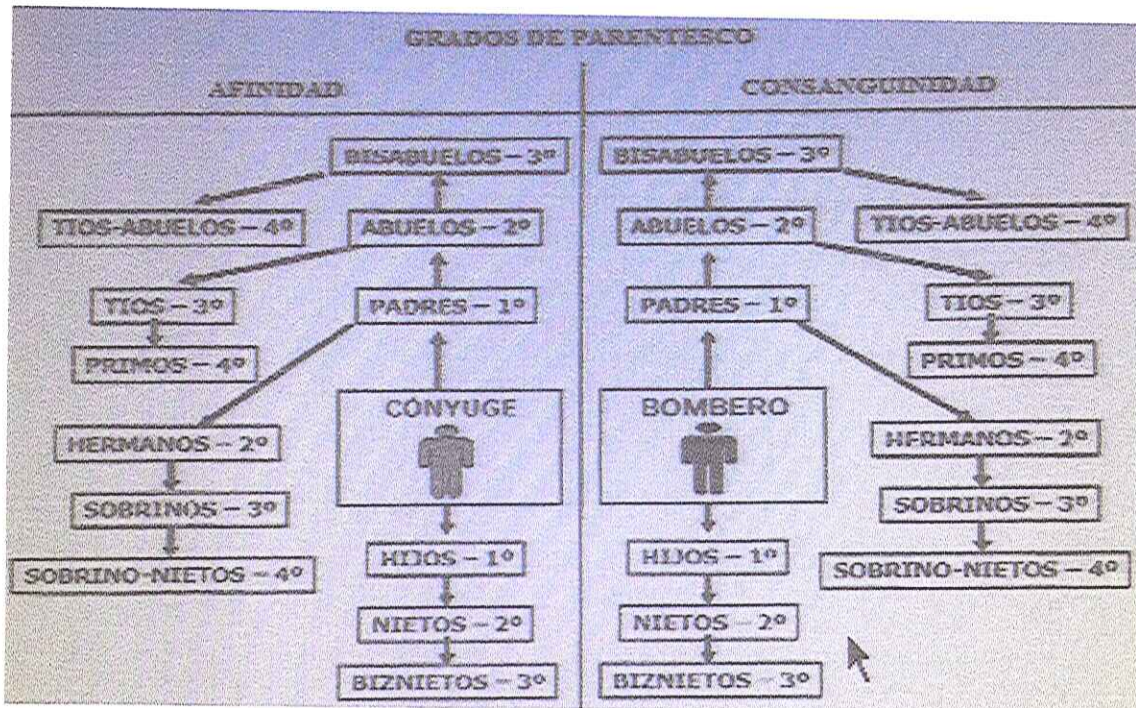 GRADOS DE PARENTESCO
AFINIDAD
CONSANGUINIDAD
BISABUELOS – 3º
BISABUELOS – 3º
TIOS-ABUELOS – 4º
ABUELOS – 2º
ABUELOS – 2º
TIOS-ABUELOS – 4º
TIOS – 3º
PADRES – 1º
PADRES – 1º
TIOS – 3º
PRIMOS – 4º
PRIMOS – 4º
CÓNYUGE
BOMBERO
HERMANOS – 2º
HERMANOS – 2º
SOBRINOS – 3º
SOBRINOS – 3º
SOBRINO-NIETOS – 4º
HIJOS – 1º
HIJOS – 1º
SOBRINO-NIETOS – 4º
NIETOS – 2º
NIETOS – 2º
BIZNIETOS – 3º
BIZNIETOS – 3º